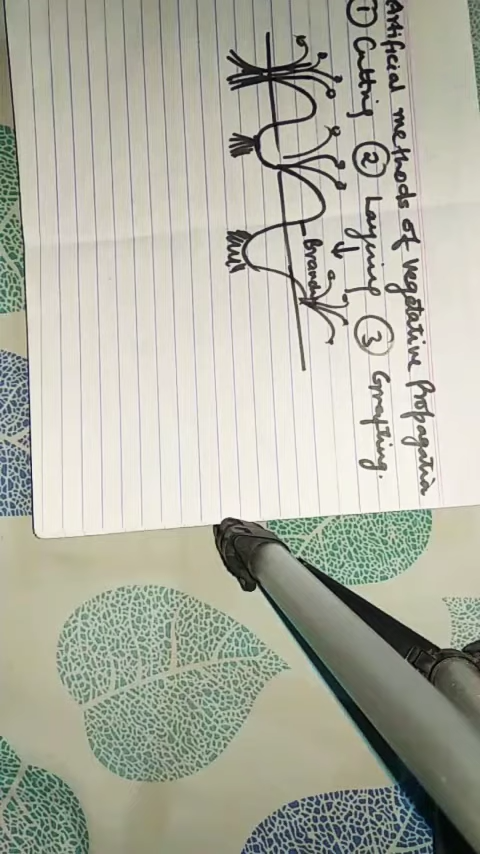 Artificial methods of vegetative Propagation
① Cutting ② Layering ③ Grafting.
Branch